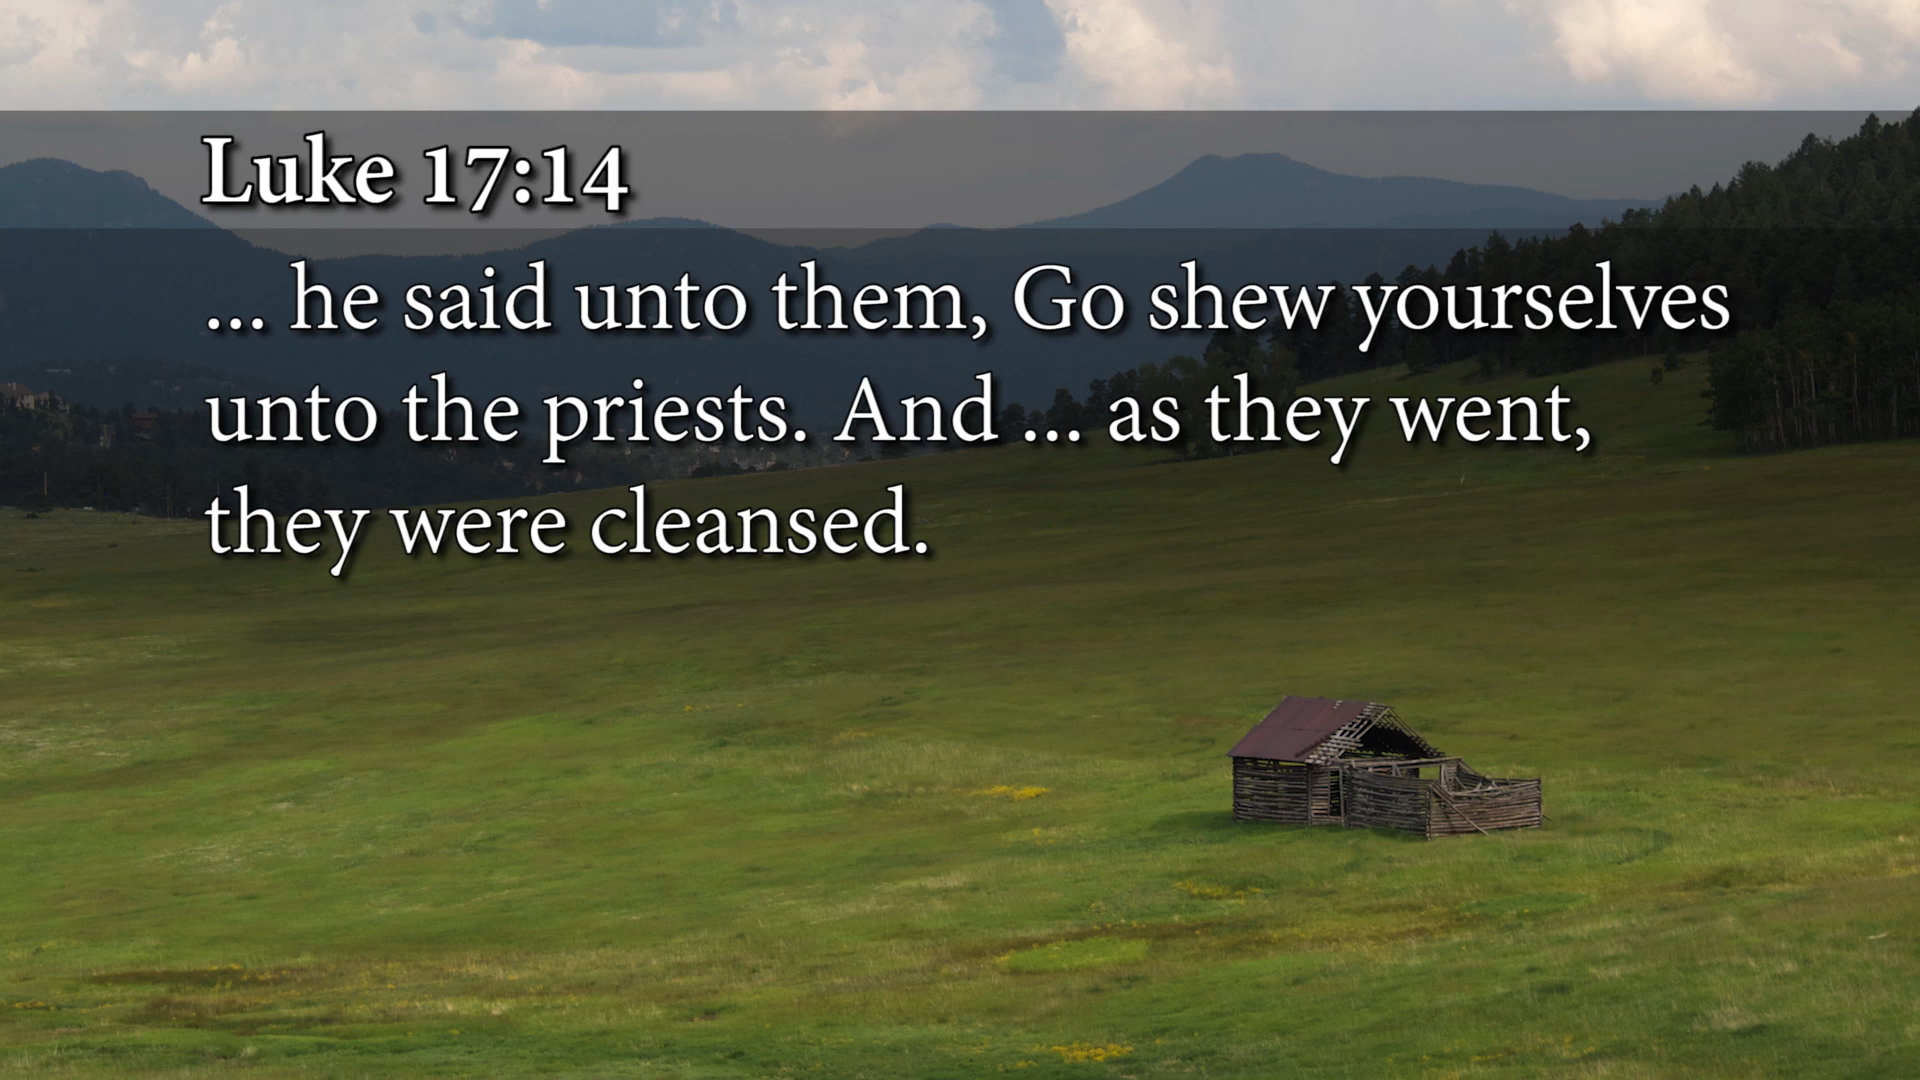 Luke 17:14
... he said unto them, Go shew yourselves
unto the priests. And ... as they went,
they were cleansed.